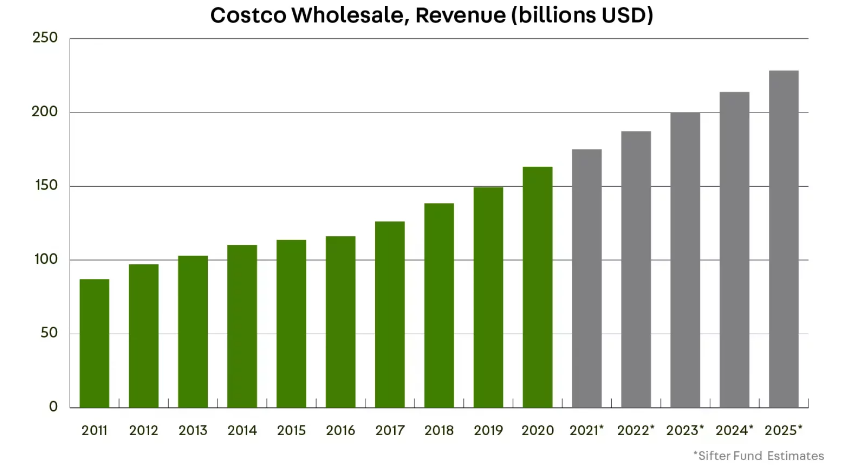 Costco Wholesale, Revenue (billions USD)
250
200
150
100
50
0
2011 2012 2013 2014 2015 2016 2017 2018 2019 2020 2021* 2022* 2023* 2024* 2025*
*Sifter Fund Estimates